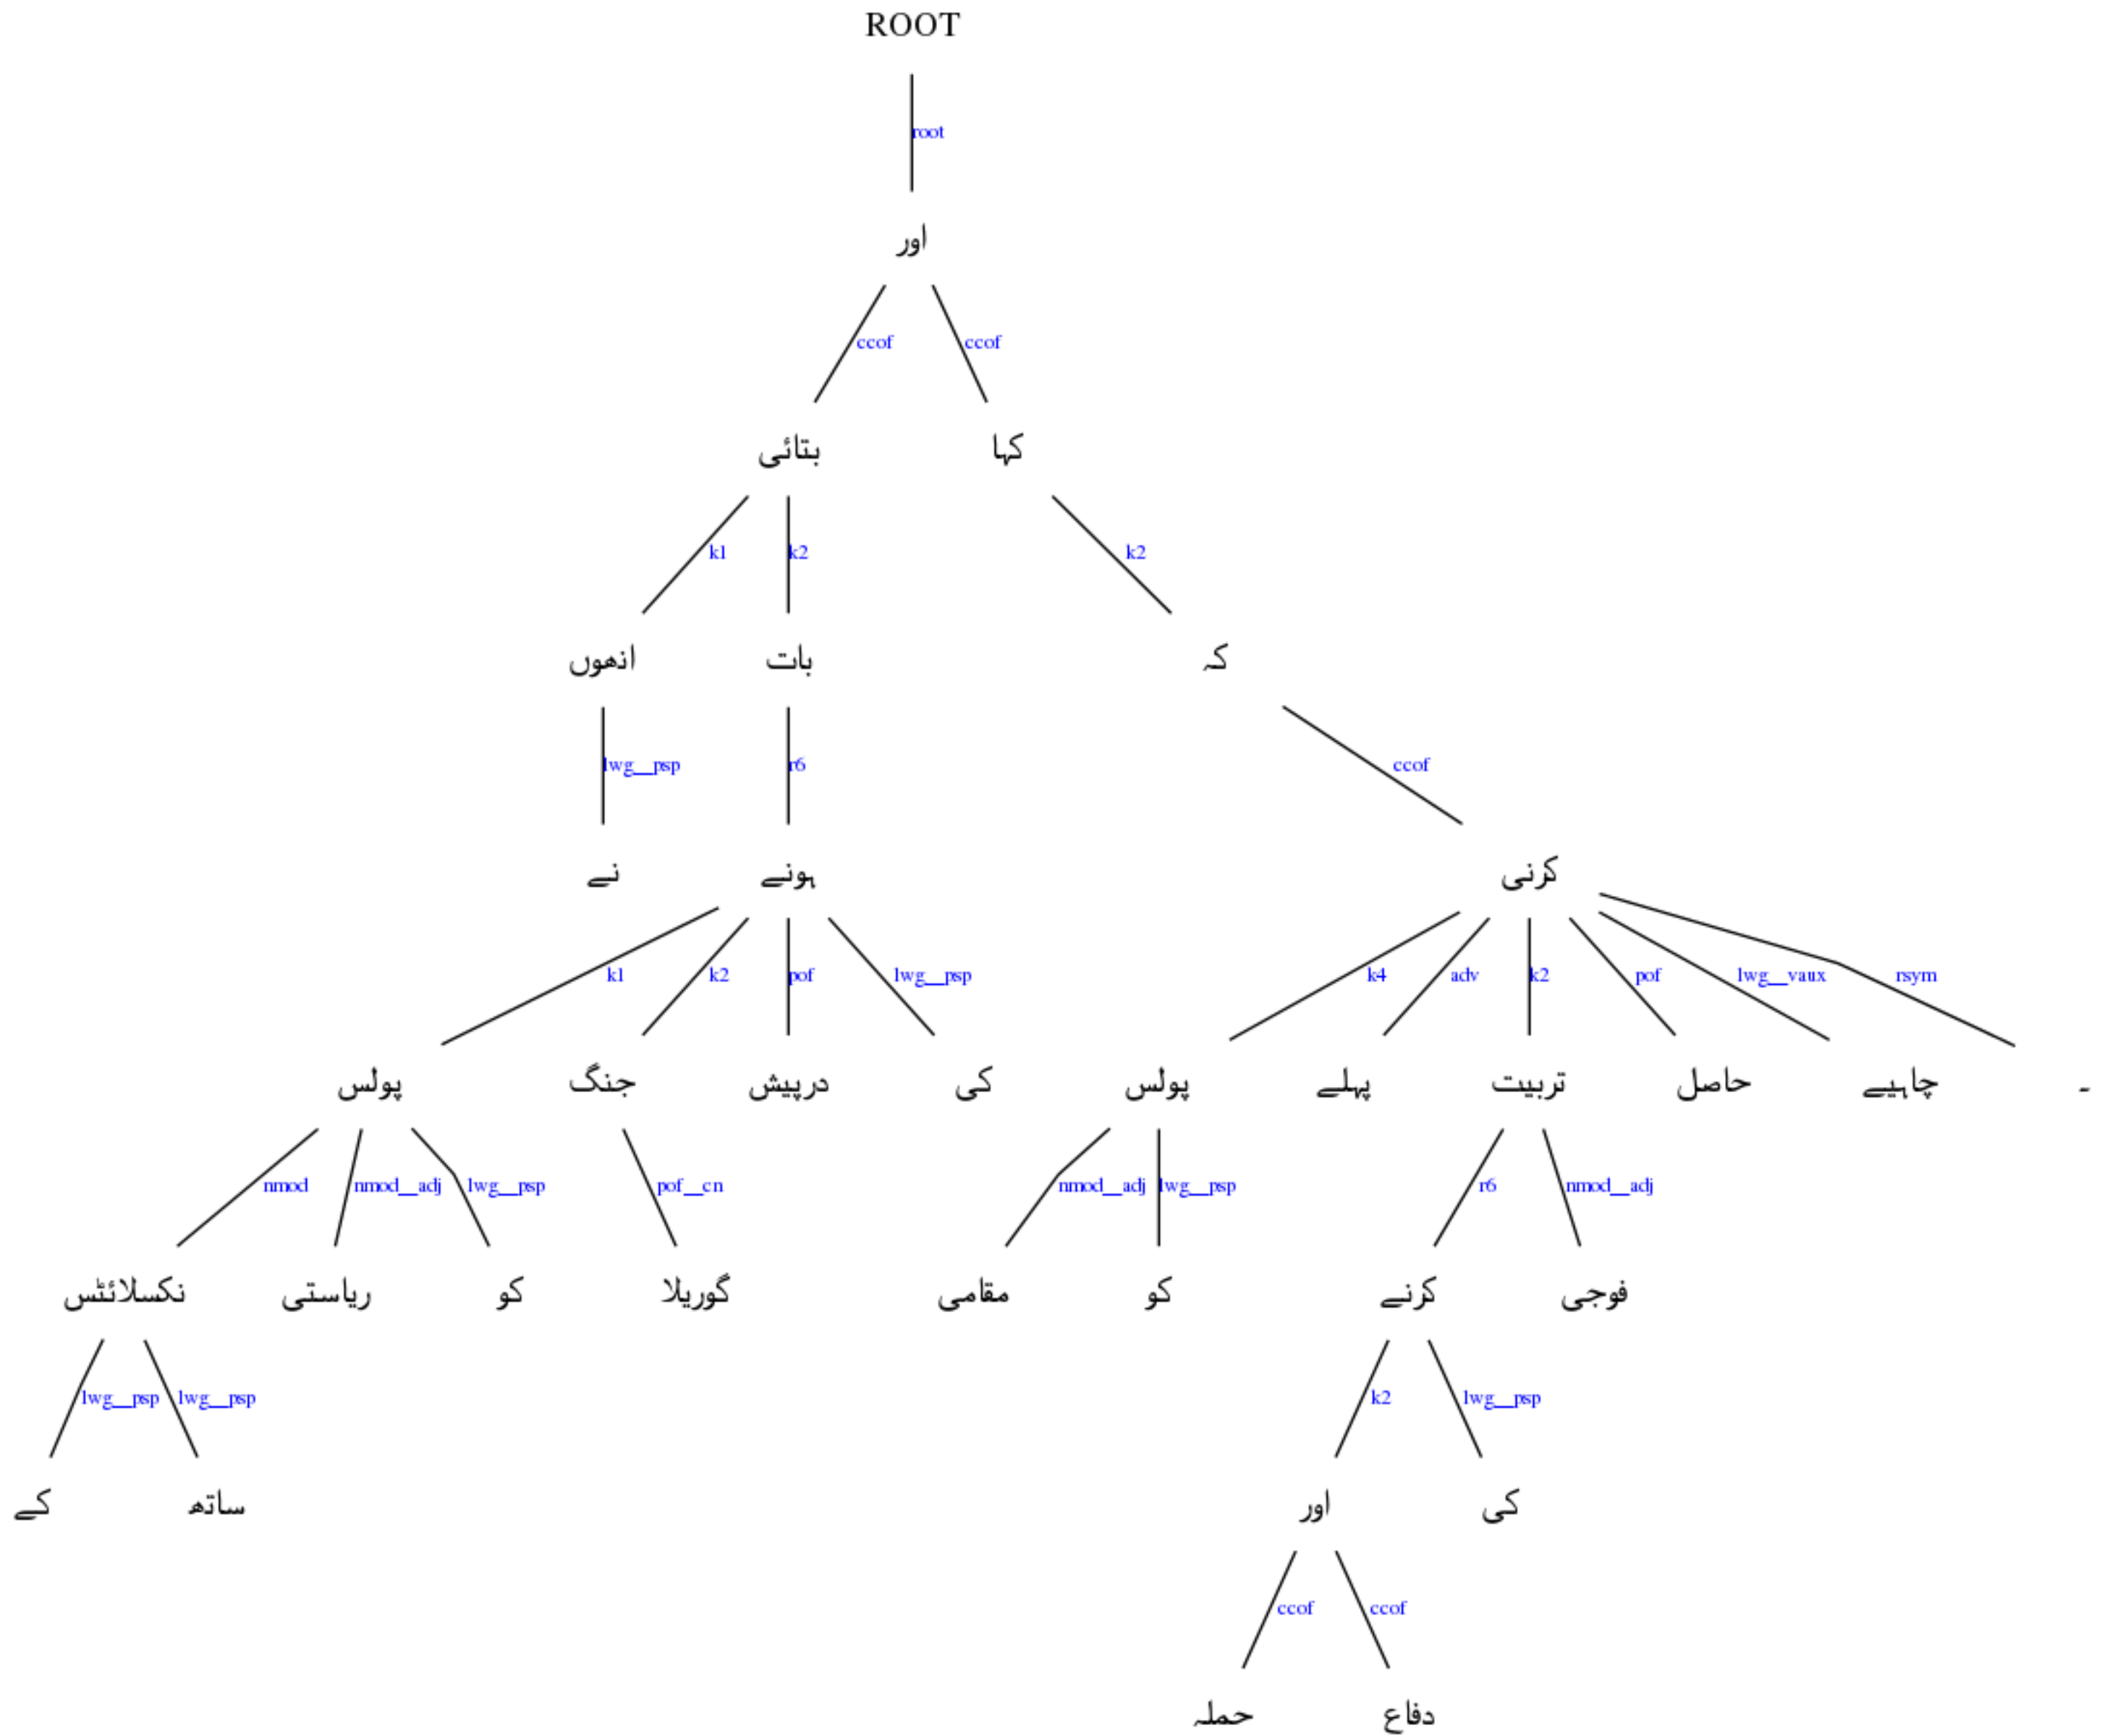 ROOT
root
اور
ccof ccof
بتائی کہا
k1 k2 k2
انھوں بات کہ
lwg__psp r6 ccof
نے ہونے کرنی
k1 k2 pof lwg__psp k4 adv k2 pof lwg__vaux rsym
پولس جنگ درپیش کی پولس پہلے تربیت حاصل چاہیے ۔
nmod nmod__adj lwg__psp pof__cn nmod__adj lwg__psp r6 nmod__adj
نکسلائٹس ریاستی کو گوریلا مقامی کو کرنے فوجی
lwg__psp lwg__psp k2 lwg__psp
کے ساتھ اور کی
ccof ccof
حملہ دفاع